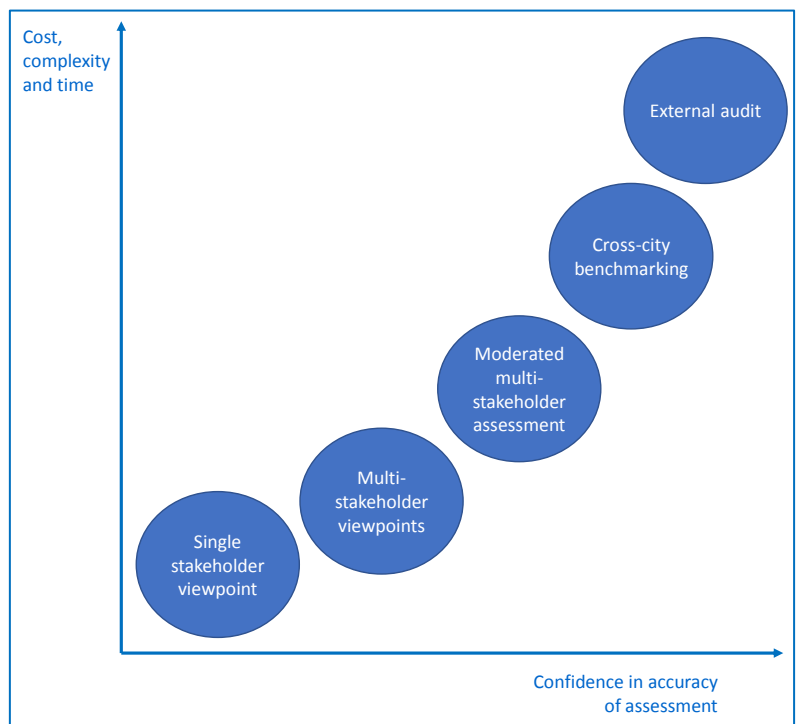 Cost,
complexity
and time
External audit
Cross-city
benchmarking
Moderated
multi-
stakeholder
assessment
Multi-
stakeholder
viewpoints
Single
stakeholder
viewpoint
Confidence in accuracy
of assessment